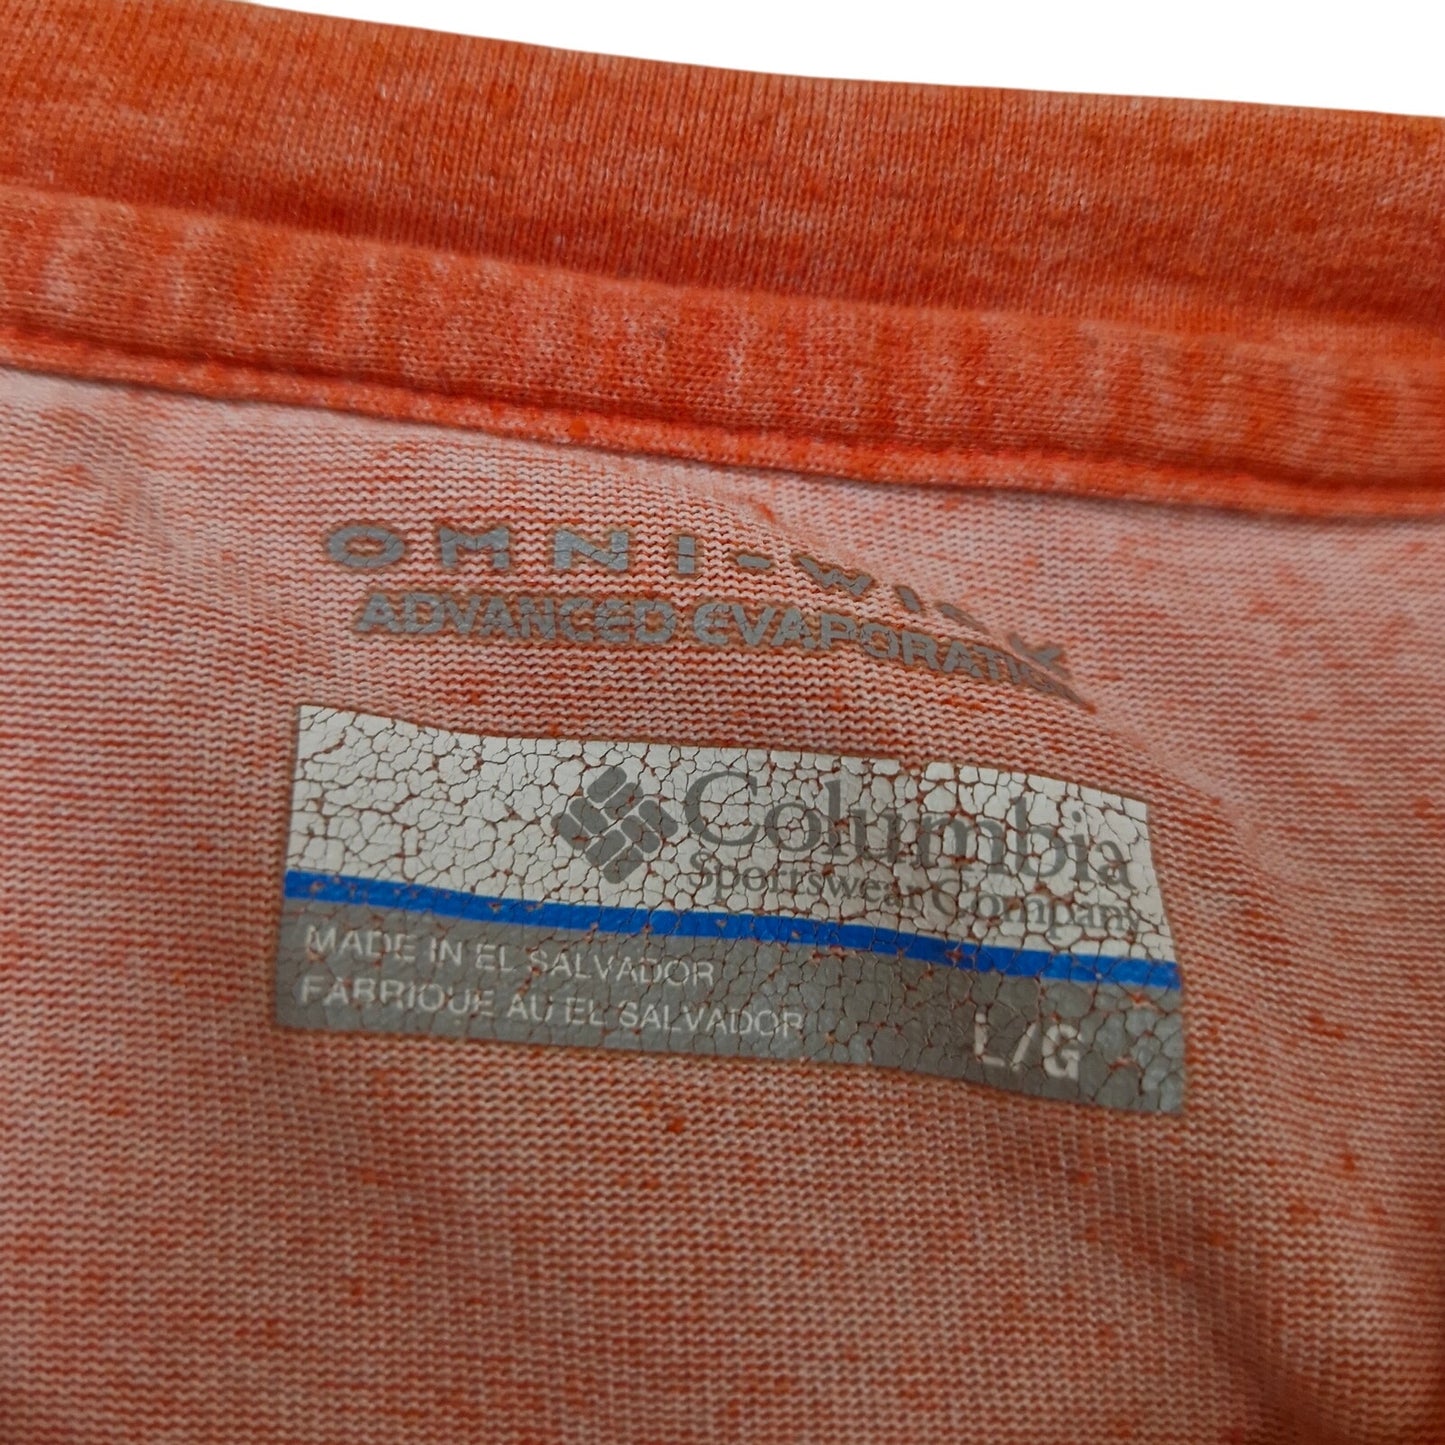 OMNI-WICK
ADVANCED EVAPORATION
Columbia
Sportswear Company
MADE IN EL SALVADOR
FABRIQUE AU EL SALVADOR
L/G